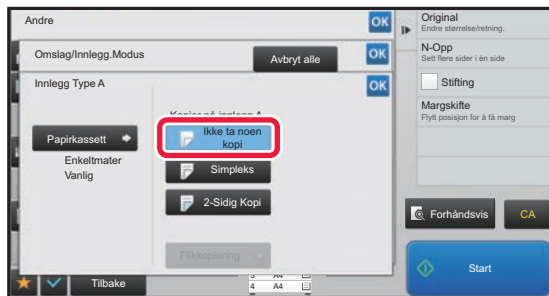 Andre
OK
Omslag/Innlegg.Modus
Avbryt alle
OK
Innlegg Type A
OK
Kopier på innlegg A
Papirkassett
Enkeltmater
Vanlig
Ikke ta noen
kopi
Simpleks
2-Sidig Kopi
Flikkopiering
Tilbake
3 A4
4 A4
Original
Endre størrelse/retning.
N-Opp
Sett flere sider i én side
Stifting
Margskifte
Flytt posisjon for å få marg
Forhåndsvis
CA
Start